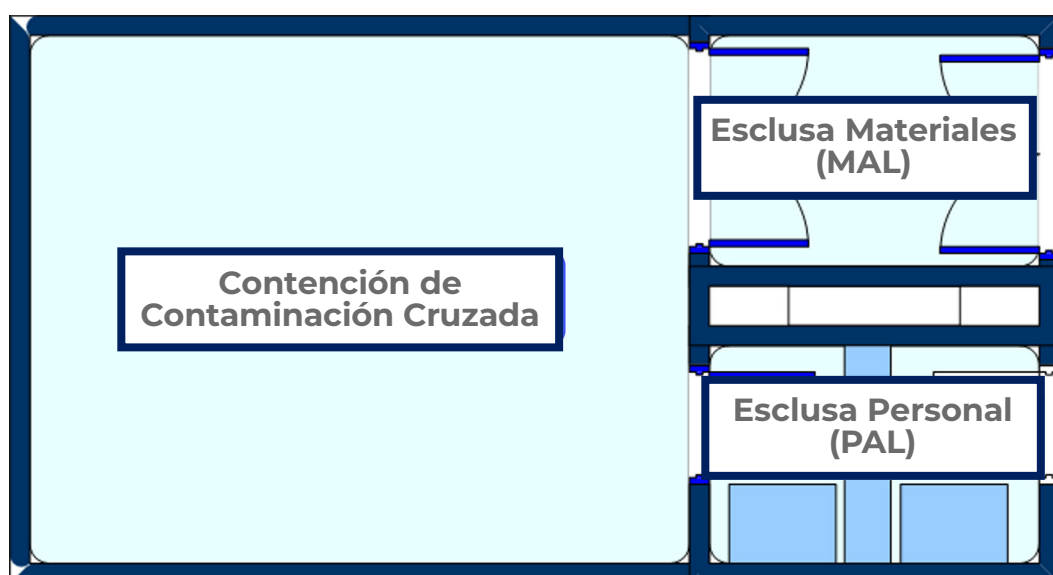 Esclusa Materiales
(MAL)
Contención de
Contaminación Cruzada
Esclusa Personal
(PAL)